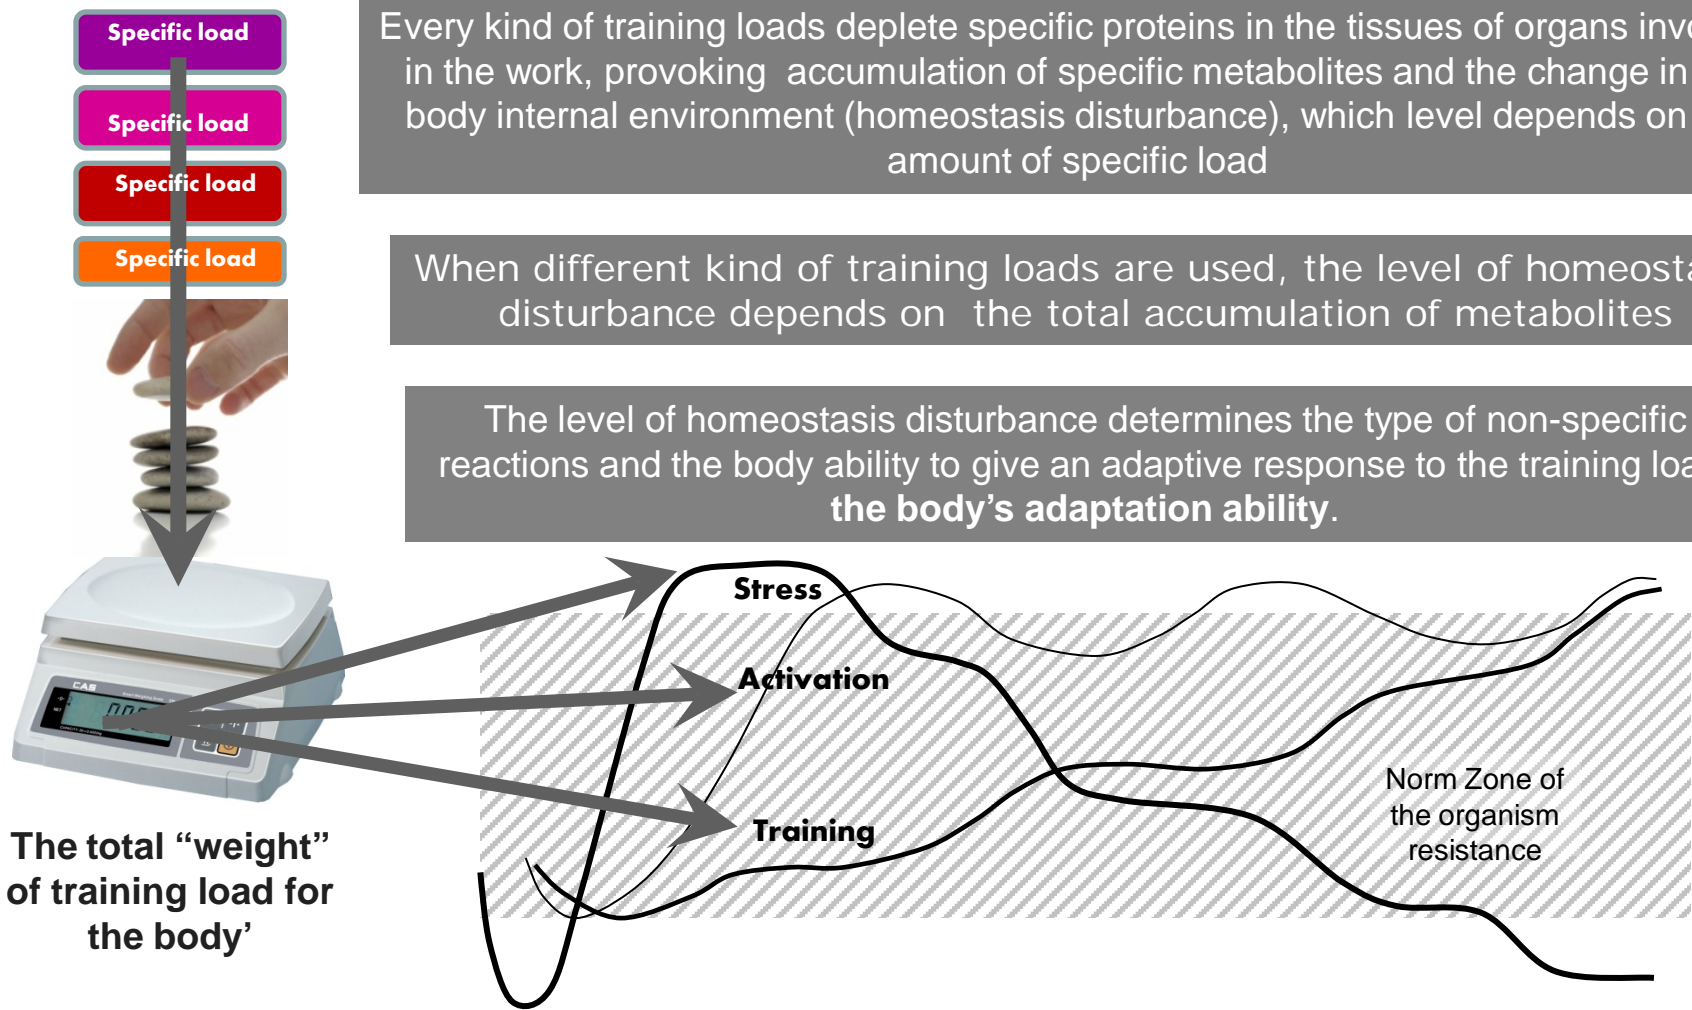 Specific load
Specific load
Specific load
Specific load
Every kind of training loads deplete specific proteins in the tissues of organs
in the work, provoking accumulation of specific metabolites and the change in
body internal environment (homeostasis disturbance), which level depends on
amount of specific load
When different kind of training loads are used, the level of
disturbance depends on the total accumulation of metabolites
The level of homeostasis disturbance determines the type of non-specific
reactions and the body ability to give an adaptive response to the training
the body’s adaptation ability.
Stress
Activation
Training
Norm Zone of
the organism
resistance
CAS
The total “weight”
of training load for
the body’